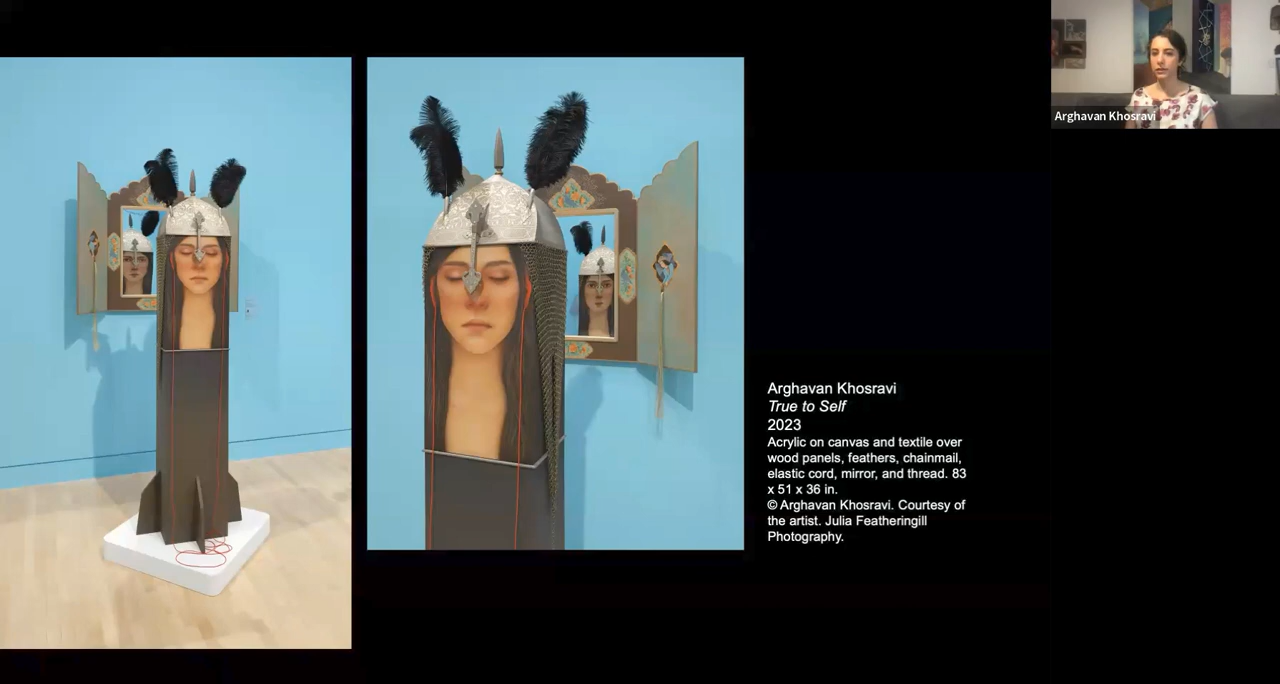 Arghavan Khosravi
Arghavan Khosravi
True to Self
2023
Acrylic on canvas and textile over
wood panels, feathers, chainmail,
elastic cord, mirror, and thread. 83
x 51 x 36 in.
© Arghavan Khosravi. Courtesy of
the artist. Julia Featheringill
Photography.